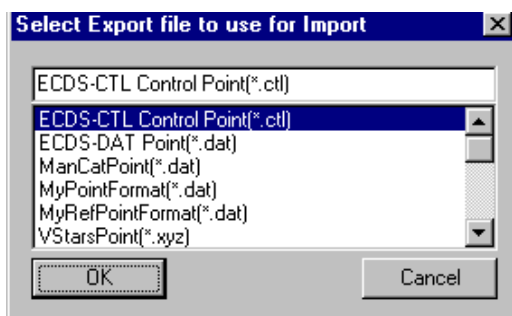 Select Export file to use for Import
ECDS-CTL Control Point(*.ctl)
ECDS-CTL Control Point(*.ctl)
ECDS-DAT Point(*.dat)
ManCatPoint(*.dat)
MyPointFormat(*.dat)
MyRefPointFormat(*.dat)
VStarsPoint(*.xyz)
OK Cancel